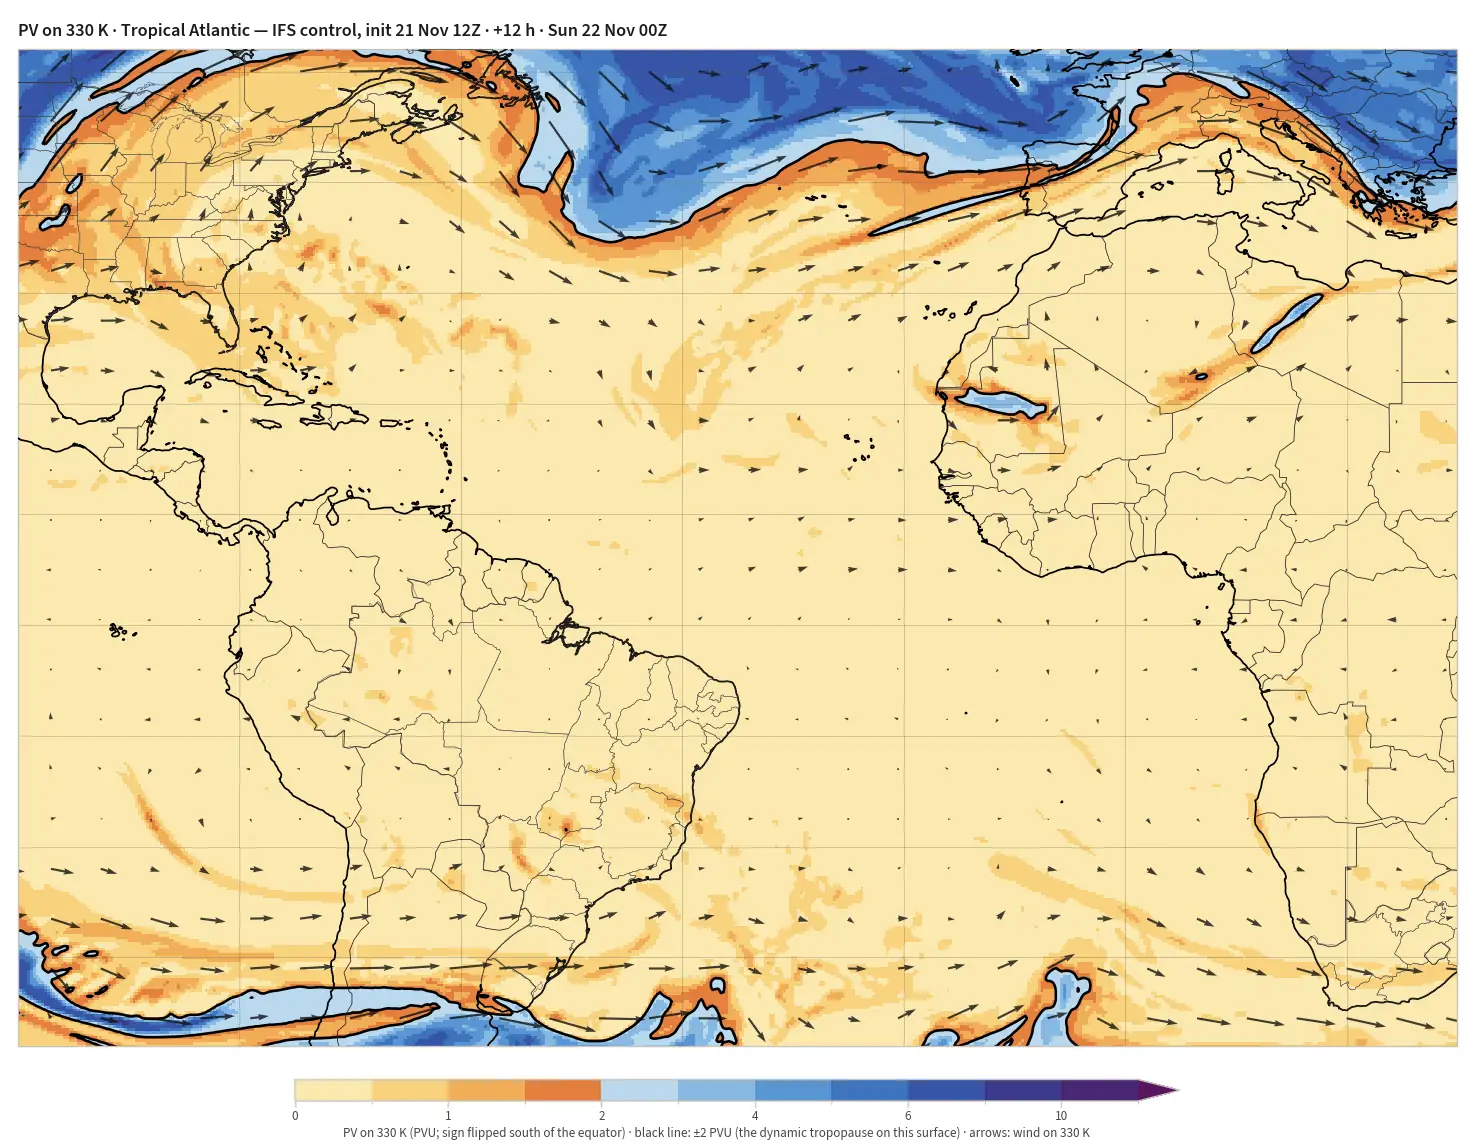 PV on 330 K · Tropical Atlantic — IFS control, init 21 Nov 12Z · +12 h · Sun 22 Nov 00Z
0 1 2 4 6 10
PV on 330 K (PVU; sign flipped south of the equator) · black line: ±2 PVU (the dynamic tropopause on this surface) · arrows: wind on 330 K